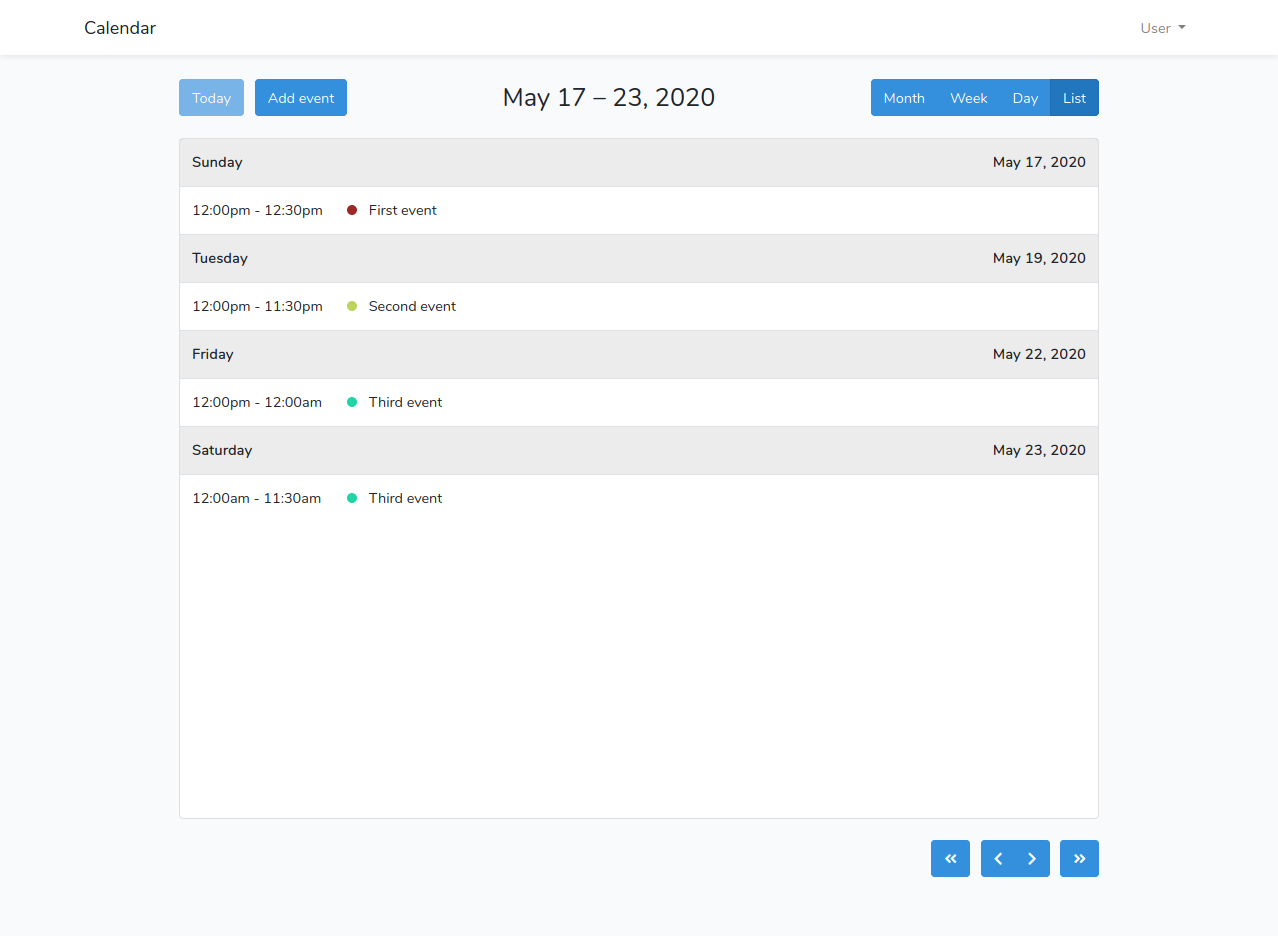 Calendar User
Today Add event May 17 – 23, 2020 Month Week Day List
Sunday May 17, 2020
12:00pm - 12:30pm First event
Tuesday May 19, 2020
12:00pm - 11:30pm Second event
Friday May 22, 2020
12:00pm - 12:00am Third event
Saturday May 23, 2020
12:00am - 11:30am Third event